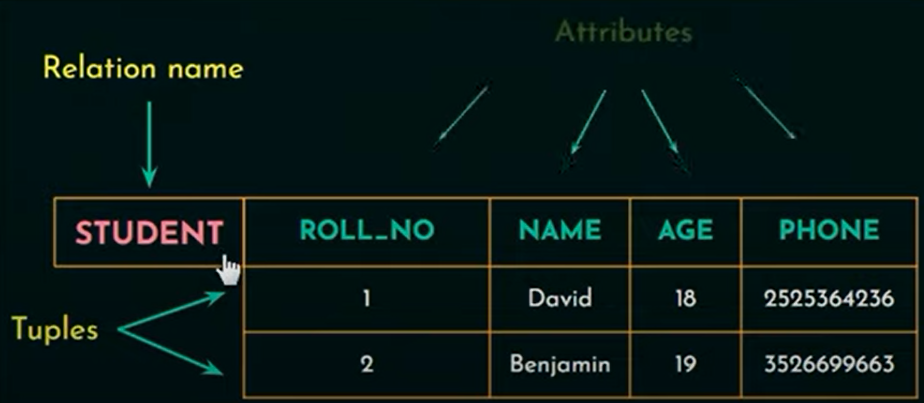 Attributes
Relation name
STUDENT ROLL_NO NAME AGE PHONE
1 David 18 2525364236
Tuples
2 Benjamin 19 3526699663